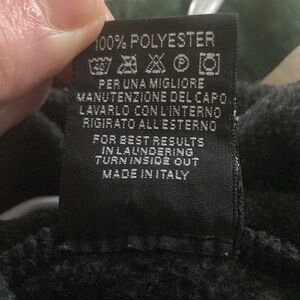 100% POLYESTER
PER UNA MIGLIORE
MANUTENZIONE DEL CAPO
LAVARLO CON L'INTERNO
RIGIRATO ALL'ESTERNO
FOR BEST RESULTS
IN LAUNDERING
TURN INSIDE OUT
MADE IN ITALY